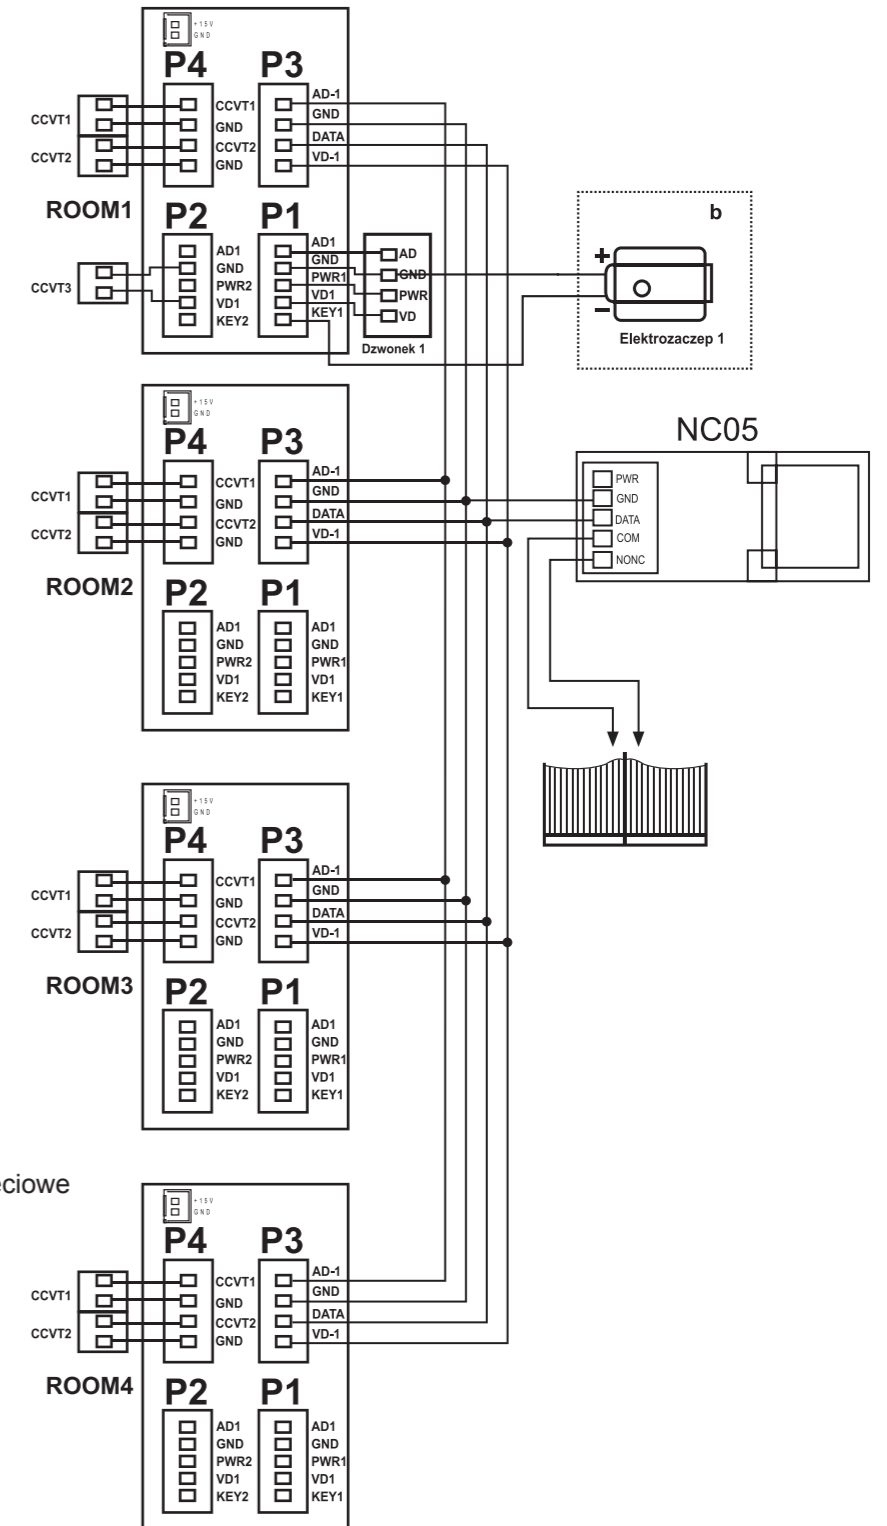 +15V
GND
P4 P3
CCVT1
CCVT2
CCVT1
GND
CCVT2
GND
AD-1
GND
DATA
VD-1
ROOM1
P2 P1
CCVT3
AD1
GND
PWR2
VD1
KEY2
AD1
GND
PWR1
VD1
KEY1
AD
GND
PWR
VD
Dzwonek 1
b
+
–
Elektrozaczep 1
+15V
GND
P4 P3
CCVT1
CCVT2
CCVT1
GND
CCVT2
GND
AD-1
GND
DATA
VD-1
ROOM2
P2 P1
AD1
GND
PWR2
VD1
KEY2
AD1
GND
PWR1
VD1
KEY1
NC05
PWR
GND
DATA
COM
NONC
+15V
GND
P4 P3
CCVT1
CCVT2
CCVT1
GND
CCVT2
GND
AD-1
GND
DATA
VD-1
ROOM3
P2 P1
AD1
GND
PWR2
VD1
KEY2
AD1
GND
PWR1
VD1
KEY1
ciowe
+15V
GND
P4 P3
CCVT1
CCVT2
CCVT1
GND
CCVT2
GND
AD-1
GND
DATA
VD-1
ROOM4
P2 P1
AD1
GND
PWR2
VD1
KEY2
AD1
GND
PWR1
VD1
KEY1